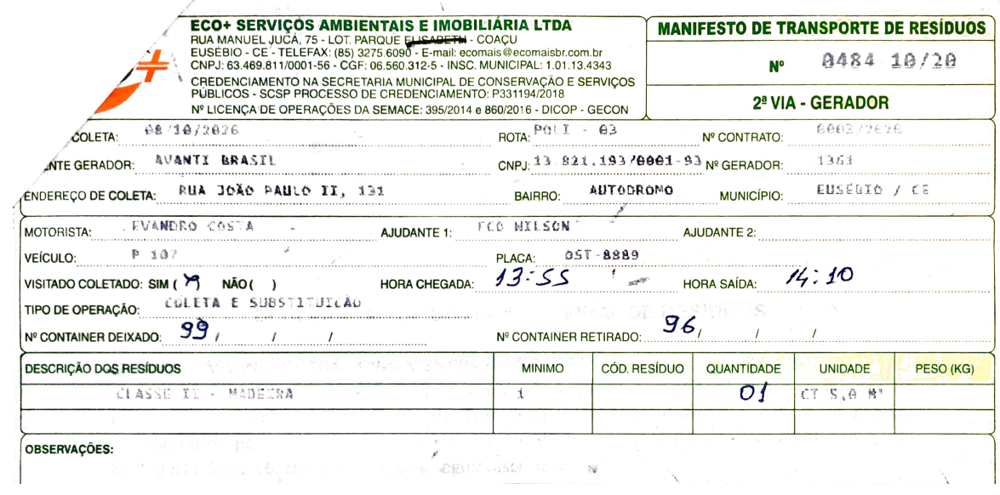 ECO+ SERVIÇOS AMBIENTAIS E IMOBILIÁRIA LTDA
RUA MANUEL JUCÁ, 75 - LOT. PARQUE ELISABETH - COAÇU
EUSÉBIO - CE - TELEFAX: (85) 3275.6090 - E-mail: ecomais@ecomaisbr.com.br
CNPJ: 63.469.811/0001-56 - CGF: 06.560.312-5 - INSC. MUNICIPAL: 1.01.13.4343
CREDENCIAMENTO NA SECRETARIA MUNICIPAL DE CONSERVAÇÃO E SERVIÇOS
PÚBLICOS - SCSP PROCESSO DE CREDENCIAMENTO: P331194/2018
Nº LICENÇA DE OPERAÇÕES DA SEMACE: 395/2014 e 860/2016 - DICOP - GECON
MANIFESTO DE TRANSPORTE DE RESÍDUOS
Nº 0484 10/20
2ª VIA - GERADOR
COLETA: 08/10/2020 ROTA: POLI - 03 Nº CONTRATO:
NTE GERADOR: AVANTI BRASIL CNPJ: 13.821.193/0001-93 Nº GERADOR: 1361
ENDEREÇO DE COLETA: RUA JOÃO PAULO II, 131 BAIRRO: AUTODROMO MUNICÍPIO: EUSÉBIO / CE
MOTORISTA: EVANDRO COSTA AJUDANTE 1: FCO WILSON AJUDANTE 2:
VEÍCULO: P 107 PLACA: OST-8889
VISITADO COLETADO: SIM ( X ) NÃO ( ) HORA CHEGADA: 13:55 HORA SAÍDA: 14:10
TIPO DE OPERAÇÃO: COLETA E SUBSTITUICÃO
Nº CONTAINER DEIXADO: 99 / / / Nº CONTAINER RETIRADO: 96 / / /
DESCRIÇÃO DOS RESÍDUOS MINIMO CÓD. RESÍDUO QUANTIDADE UNIDADE PESO (KG)
CLASSE II - MADEIRA 1 01 CT 5,0 M³
OBSERVAÇÕES: